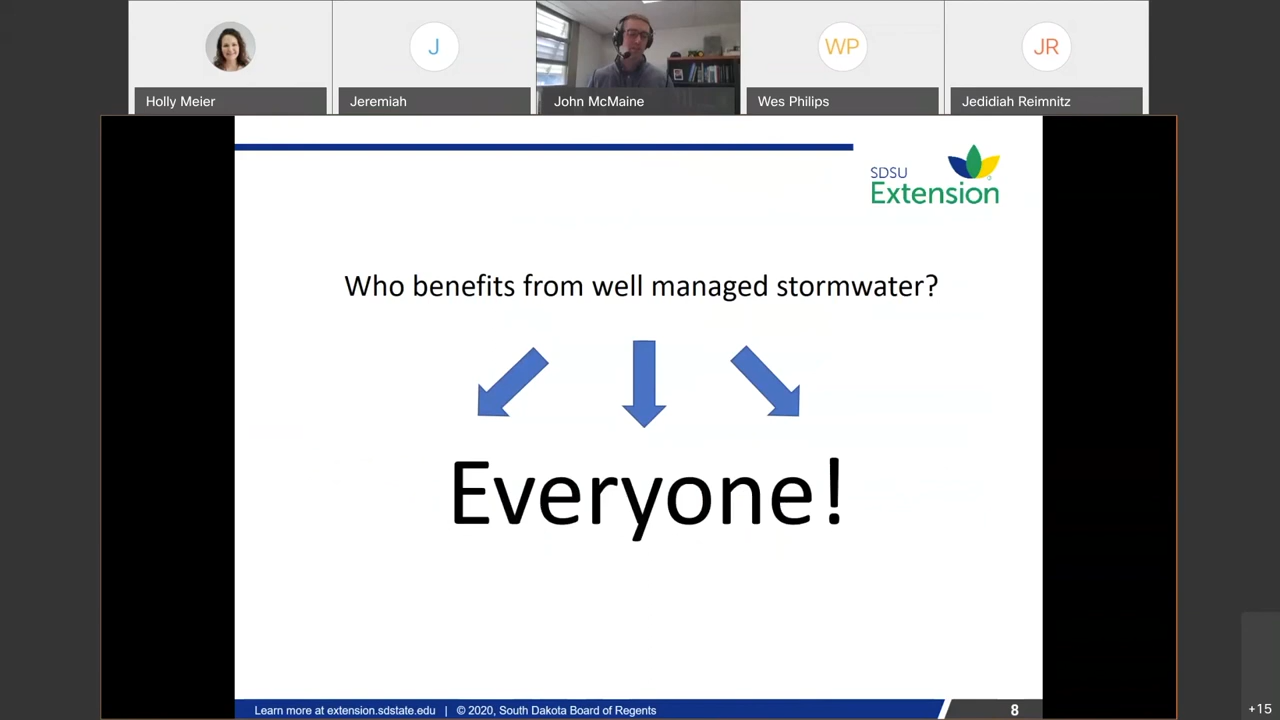 J
WP
JR
Holly Meier
Jeremiah
John McMaine
Wes Philips
Jedidiah Reimnitz
SDSU
Extension
Who benefits from well managed stormwater?
Everyone!
Learn more at extension.sdstate.edu | © 2020, South Dakota Board of Regents
8
+15